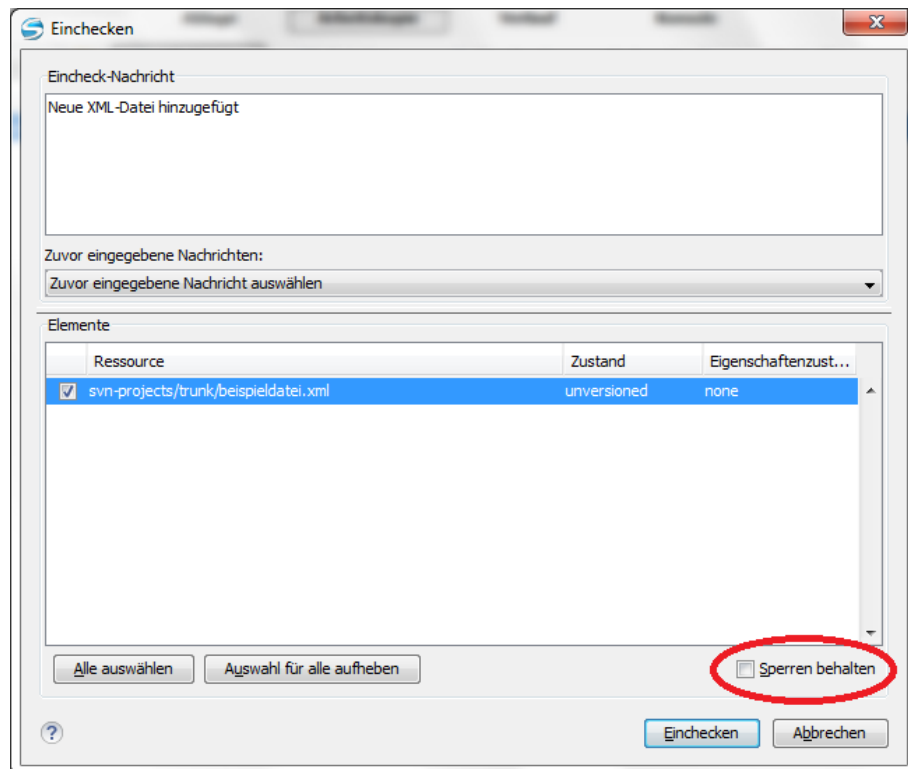 Einchecken
Eincheck-Nachricht
Neue XML-Datei hinzugefügt
Zuvor eingegebene Nachrichten:
Zuvor eingegebene Nachricht auswählen
Elemente
Ressource Zustand Eigenschaftenzust...
svn-projects/trunk/beispieldatei.xml unversioned none
Alle auswählen Auswahl für alle aufheben Sperren behalten
? Einchecken Abbrechen